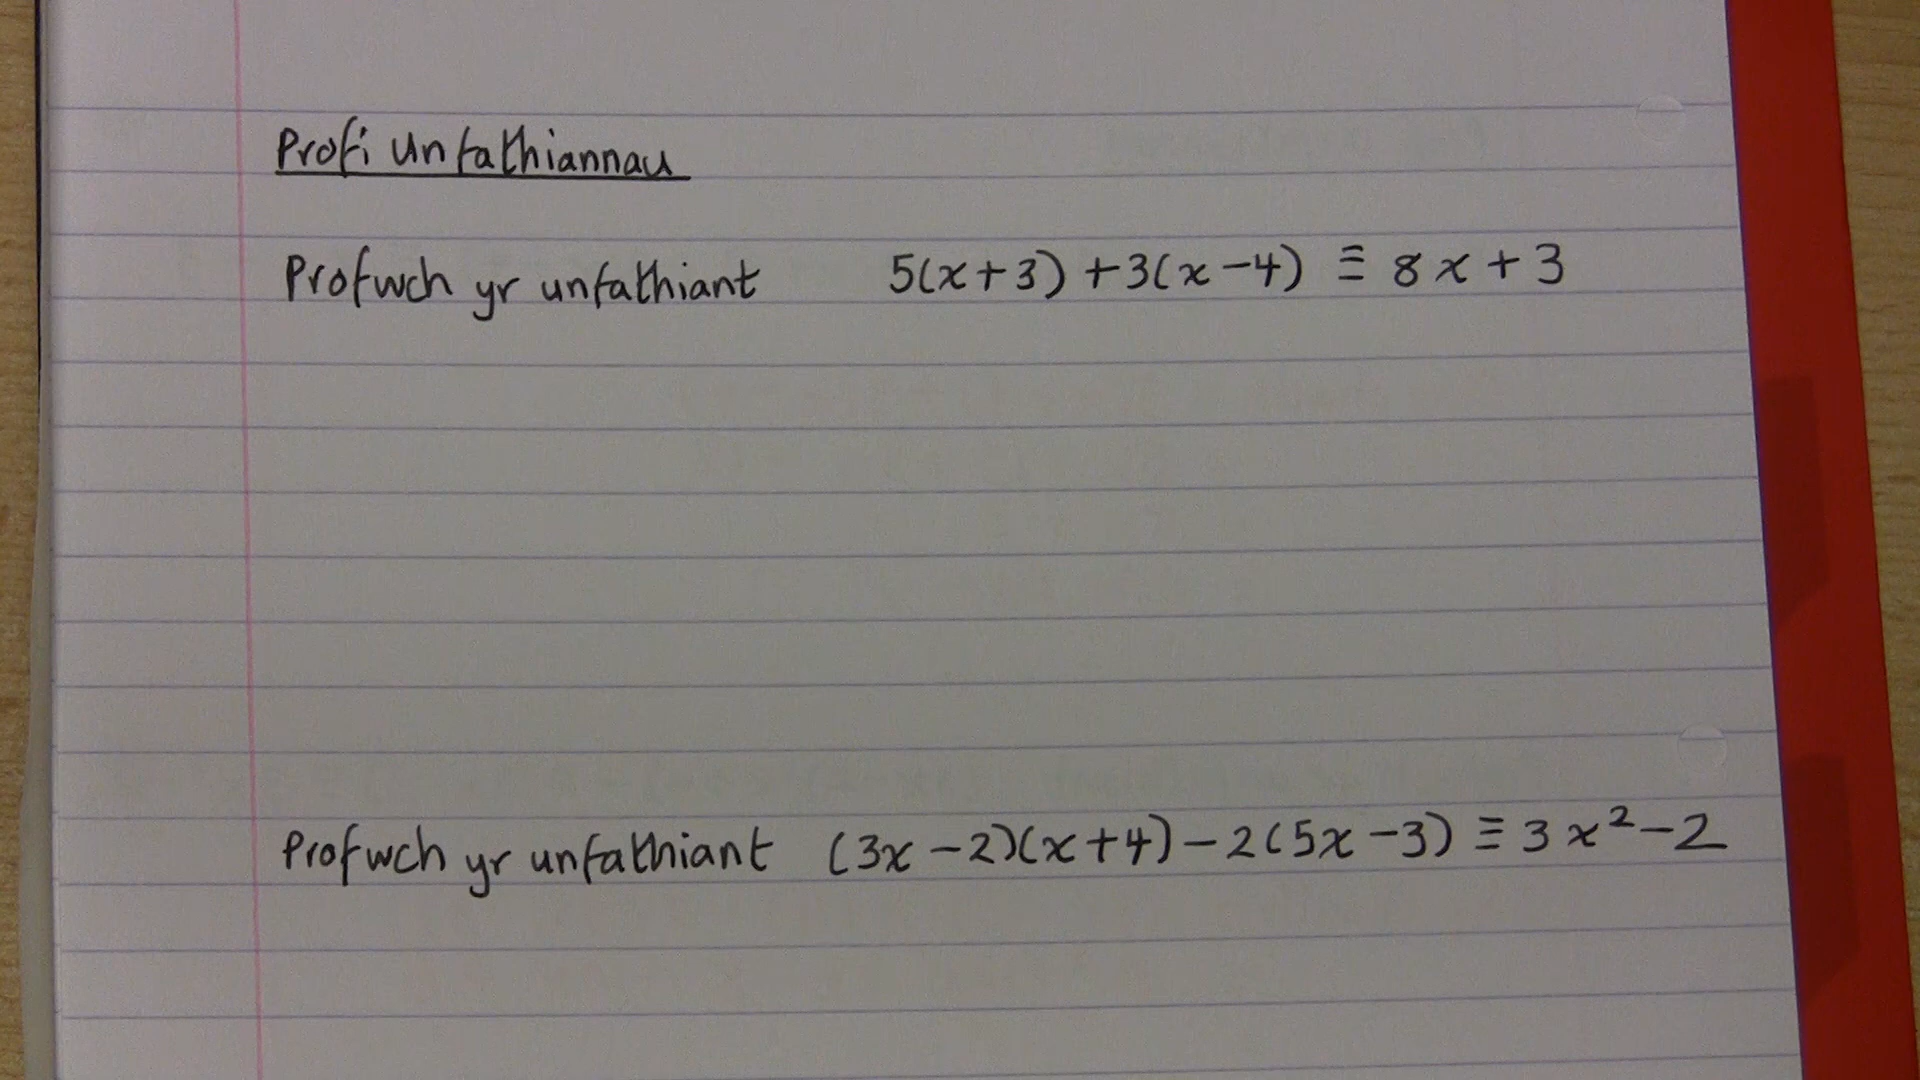 Profi Unfathiannau
Profwch yr unfathiant 5(x+3)+3(x-4) ≡ 8x+3
Profwch yr unfathiant (3x-2)(x+4)-2(5x-3) ≡ 3x²-2